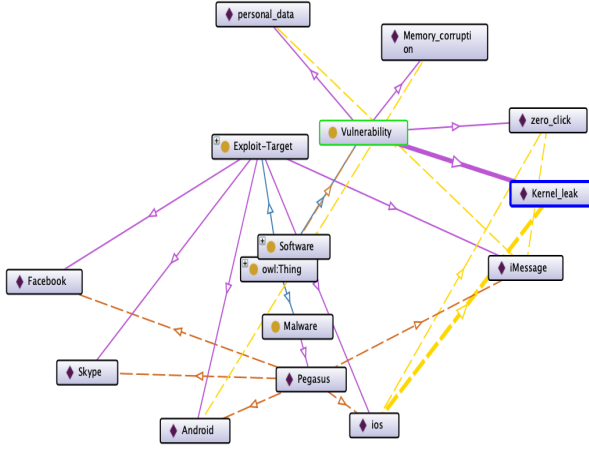 personal_data
Memory_corrupti
on
zero_click
Vulnerability
Exploit-Target
Kernel_leak
Software
owl:Thing
iMessage
Facebook
Malware
Skype
Pegasus
Android
ios